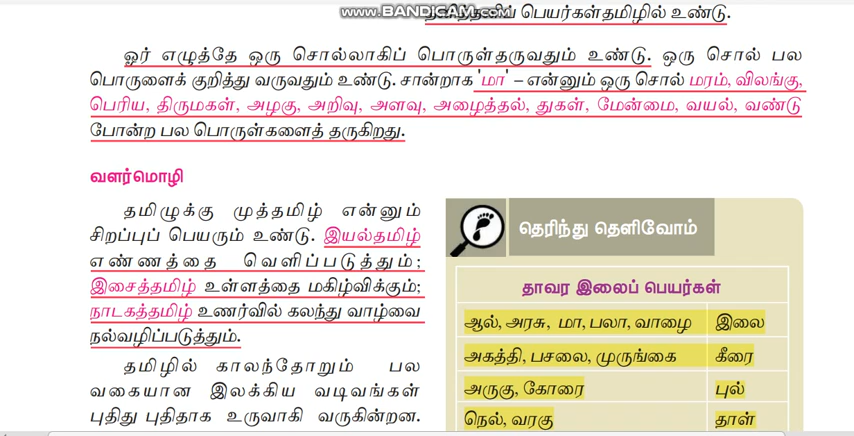 www.BANDICAM.com
பெயர்கள்தமிழில் உண்டு.
ஓர் எழுத்தே ஒரு சொல்லாகிப் பொருள்தருவதும் உண்டு. ஒரு சொல் பல
பொருளைக் குறித்து வருவதும் உண்டு. சான்றாக 'மா' – என்னும் ஒரு சொல் மரம், விலங்கு,
பெரிய, திருமகள், அழகு, அறிவு, அளவு, அழைத்தல், துகள், மேன்மை, வயல், வண்டு
போன்ற பல பொருள்களைத் தருகிறது.
வளர்மொழி
தமிழுக்கு முத்தமிழ் என்னும்
சிறப்புப் பெயரும் உண்டு. இயல்தமிழ்
எண்ணத்தை வெளிப்படுத்தும்;
இசைத்தமிழ் உள்ளத்தை மகிழ்விக்கும்;
நாடகத்தமிழ் உணர்வில் கலந்து வாழ்வை
நல்வழிப்படுத்தும்.
தமிழில் காலந்தோறும் பல
வகையான இலக்கிய வடிவங்கள்
புதிது புதிதாக உருவாகி வருகின்றன.
தெரிந்து தெளிவோம்
தாவர இலைப் பெயர்கள்
ஆல், அரசு, மா, பலா, வாழை இலை
அகத்தி, பசலை, முருங்கை கீரை
அருகு, கோரை புல்
நெல், வரகு தாள்